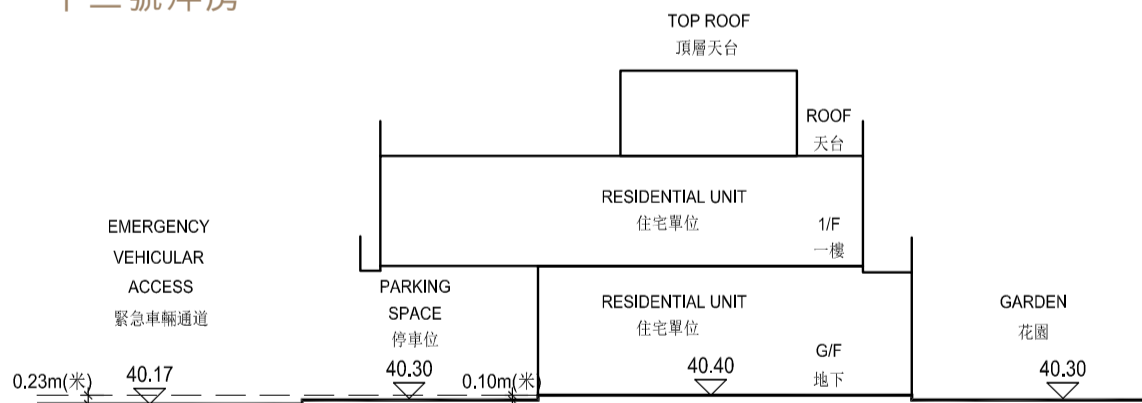 TOP ROOF
頂層天台
ROOF
天台
RESIDENTIAL UNIT
住宅單位
1/F
一樓
EMERGENCY
VEHICULAR
ACCESS
緊急車輛通道
PARKING
SPACE
停車位
RESIDENTIAL UNIT
住宅單位
G/F
地下
GARDEN
花園
0.23m(米)
40.17
40.30
0.10m(米)
40.40
40.30